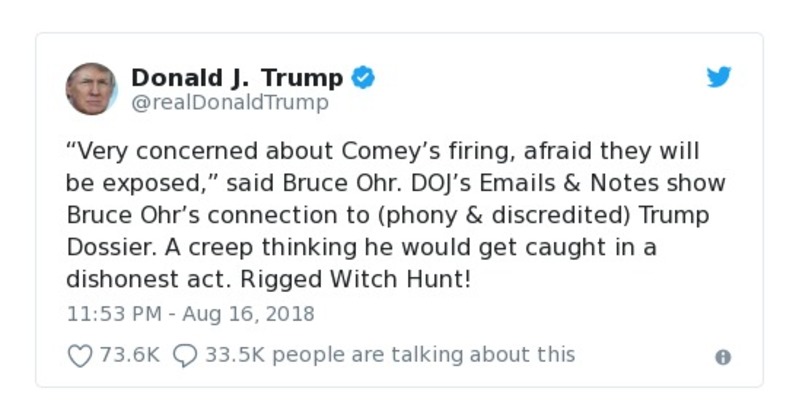 Donald J. Trump
@realDonaldTrump
“Very concerned about Comey’s firing, afraid they will
be exposed,” said Bruce Ohr. DOJ’s Emails & Notes show
Bruce Ohr’s connection to (phony & discredited) Trump
Dossier. A creep thinking he would get caught in a
dishonest act. Rigged Witch Hunt!
11:53 PM - Aug 16, 2018
73.6K 33.5K people are talking about this